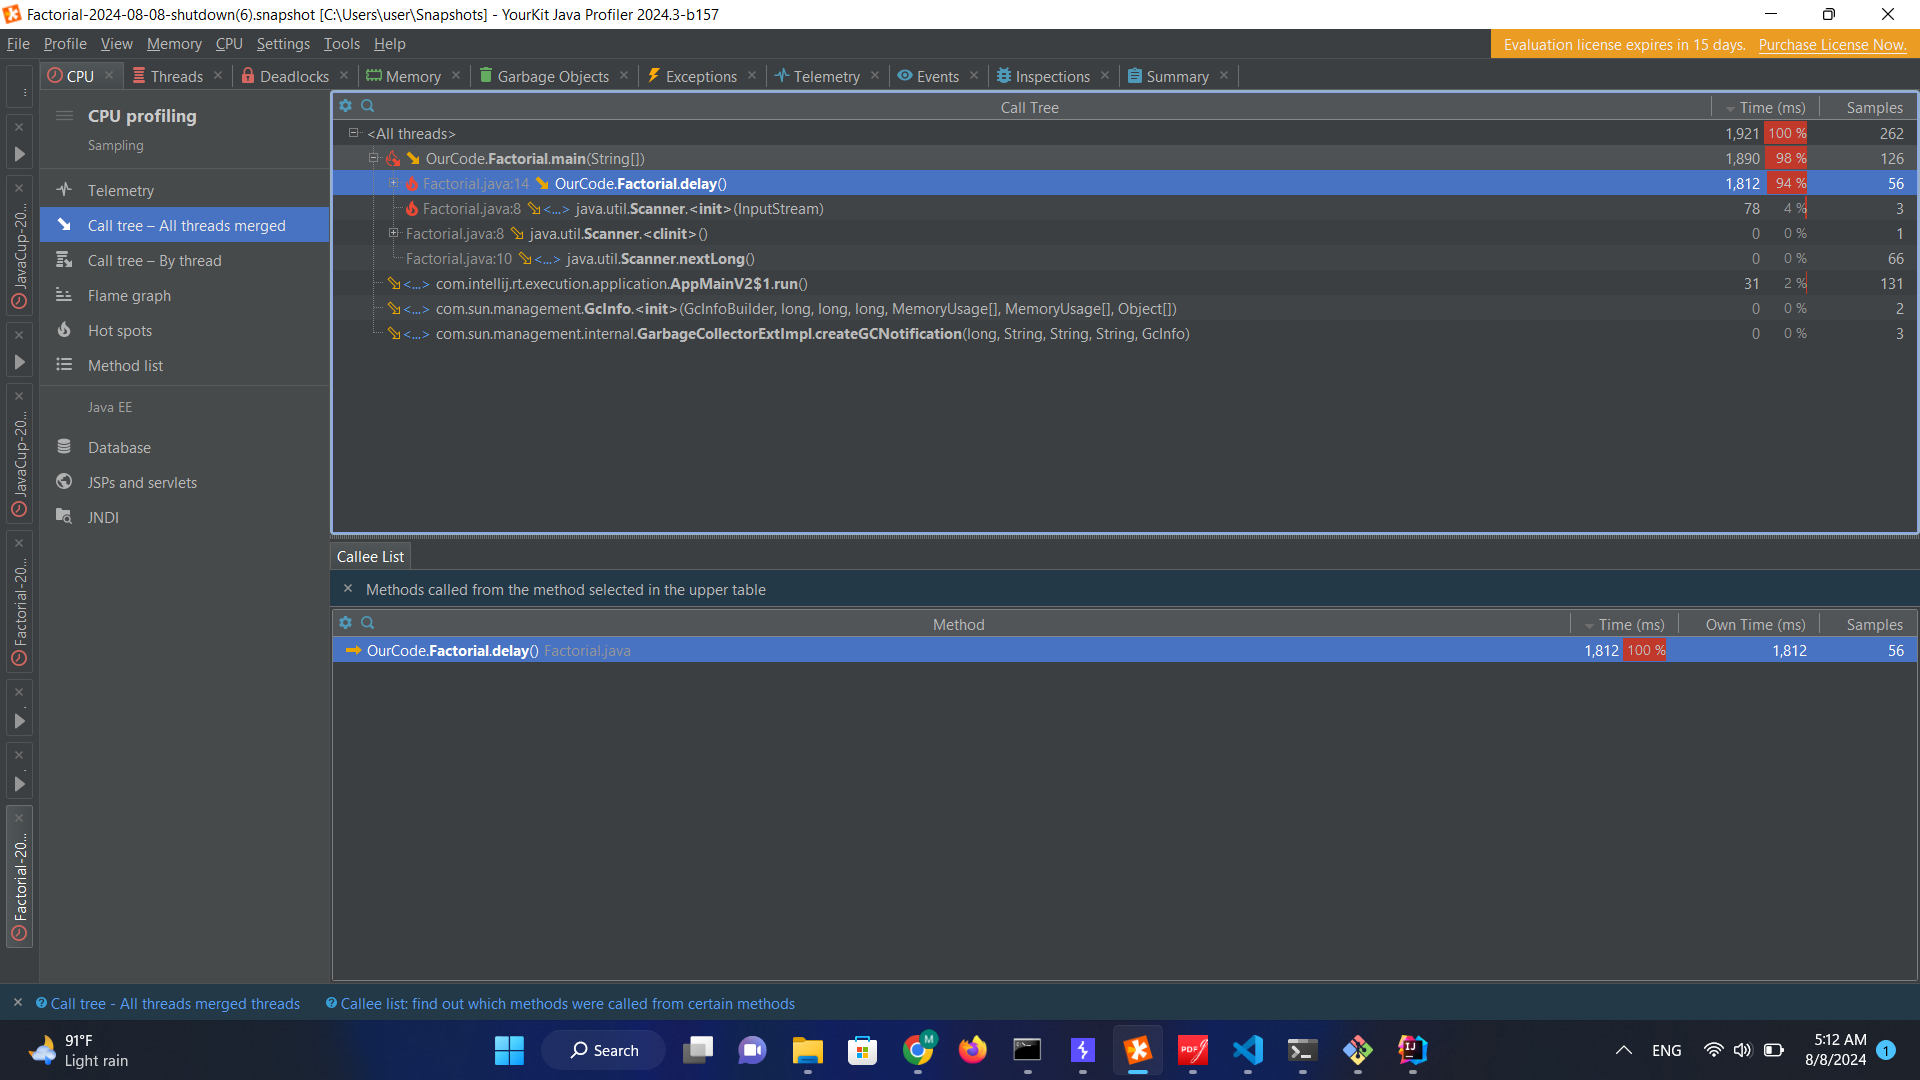 Factorial-2024-08-08-shutdown(6).snapshot [C:\Users\user\Snapshots] - YourKit Java Profiler 2024.3-b157
File Profile View Memory CPU Settings Tools Help
Evaluation license expires in 15 days. Purchase License Now.
CPU Threads Deadlocks Memory Garbage Objects Exceptions Telemetry Events Inspections Summary
CPU profiling
Sampling
Telemetry
Call tree – All threads merged
Call tree – By thread
Flame graph
Hot spots
Method list
Java EE
Database
JSPs and servlets
JNDI
JavaCup-20...
JavaCup-20...
Factorial-20...
Factorial-20...
Call Tree Time (ms) Samples
<All threads> 1,921 100 % 262
OurCode.Factorial.main(String[]) 1,890 98 % 126
Factorial.java:14 OurCode.Factorial.delay() 1,812 94 % 56
Factorial.java:8 <...> java.util.Scanner.<init>(InputStream) 78 4 % 3
Factorial.java:8 java.util.Scanner.<clinit>() 0 0 % 1
Factorial.java:10 <...> java.util.Scanner.nextLong() 0 0 % 66
<...> com.intellij.rt.execution.application.AppMainV2$1.run() 31 2 % 131
<...> com.sun.management.GcInfo.<init>(GcInfoBuilder, long, long, long, MemoryUsage[], MemoryUsage[], Object[]) 0 0 % 2
<...> com.sun.management.internal.GarbageCollectorExtImpl.createGCNotification(long, String, String, String, GcInfo) 0 0 % 3
Callee List
Methods called from the method selected in the upper table
Method Time (ms) Own Time (ms) Samples
OurCode.Factorial.delay() Factorial.java 1,812 100 % 1,812 56
Call tree - All threads merged threads Callee list: find out which methods were called from certain methods
91°F
Light rain
Search
M
PDF
IJ
ENG
5:12 AM
8/8/2024
1